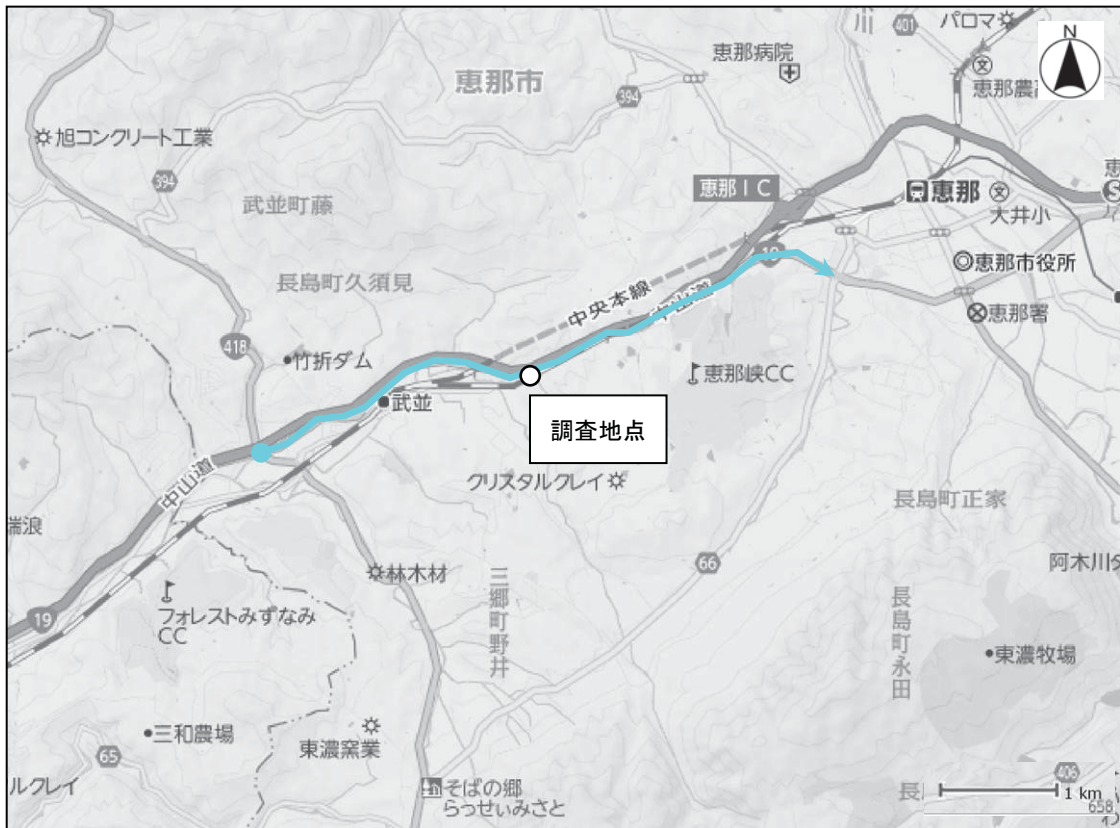 401
パロマ
N
恵那病院
恵那市
恵那農高
394
旭コンクリート工業
394
恵那IC
恵那
大井小
武並町藤
19
恵那市役所
長島町久須見
中央本線
中山道
恵那署
418
竹折ダム
恵那峡CC
武並
調査地点
中山道
クリスタルクレイ
長島町正家
瑞浪
66
阿木川ダ
林木材
三郷町野井
フォレストみずなみ
CC
19
長島町永田
東濃牧場
三和農場
東濃窯業
65
ルクレイ
そばの郷
らっせいみさと
406
長
1 km
658